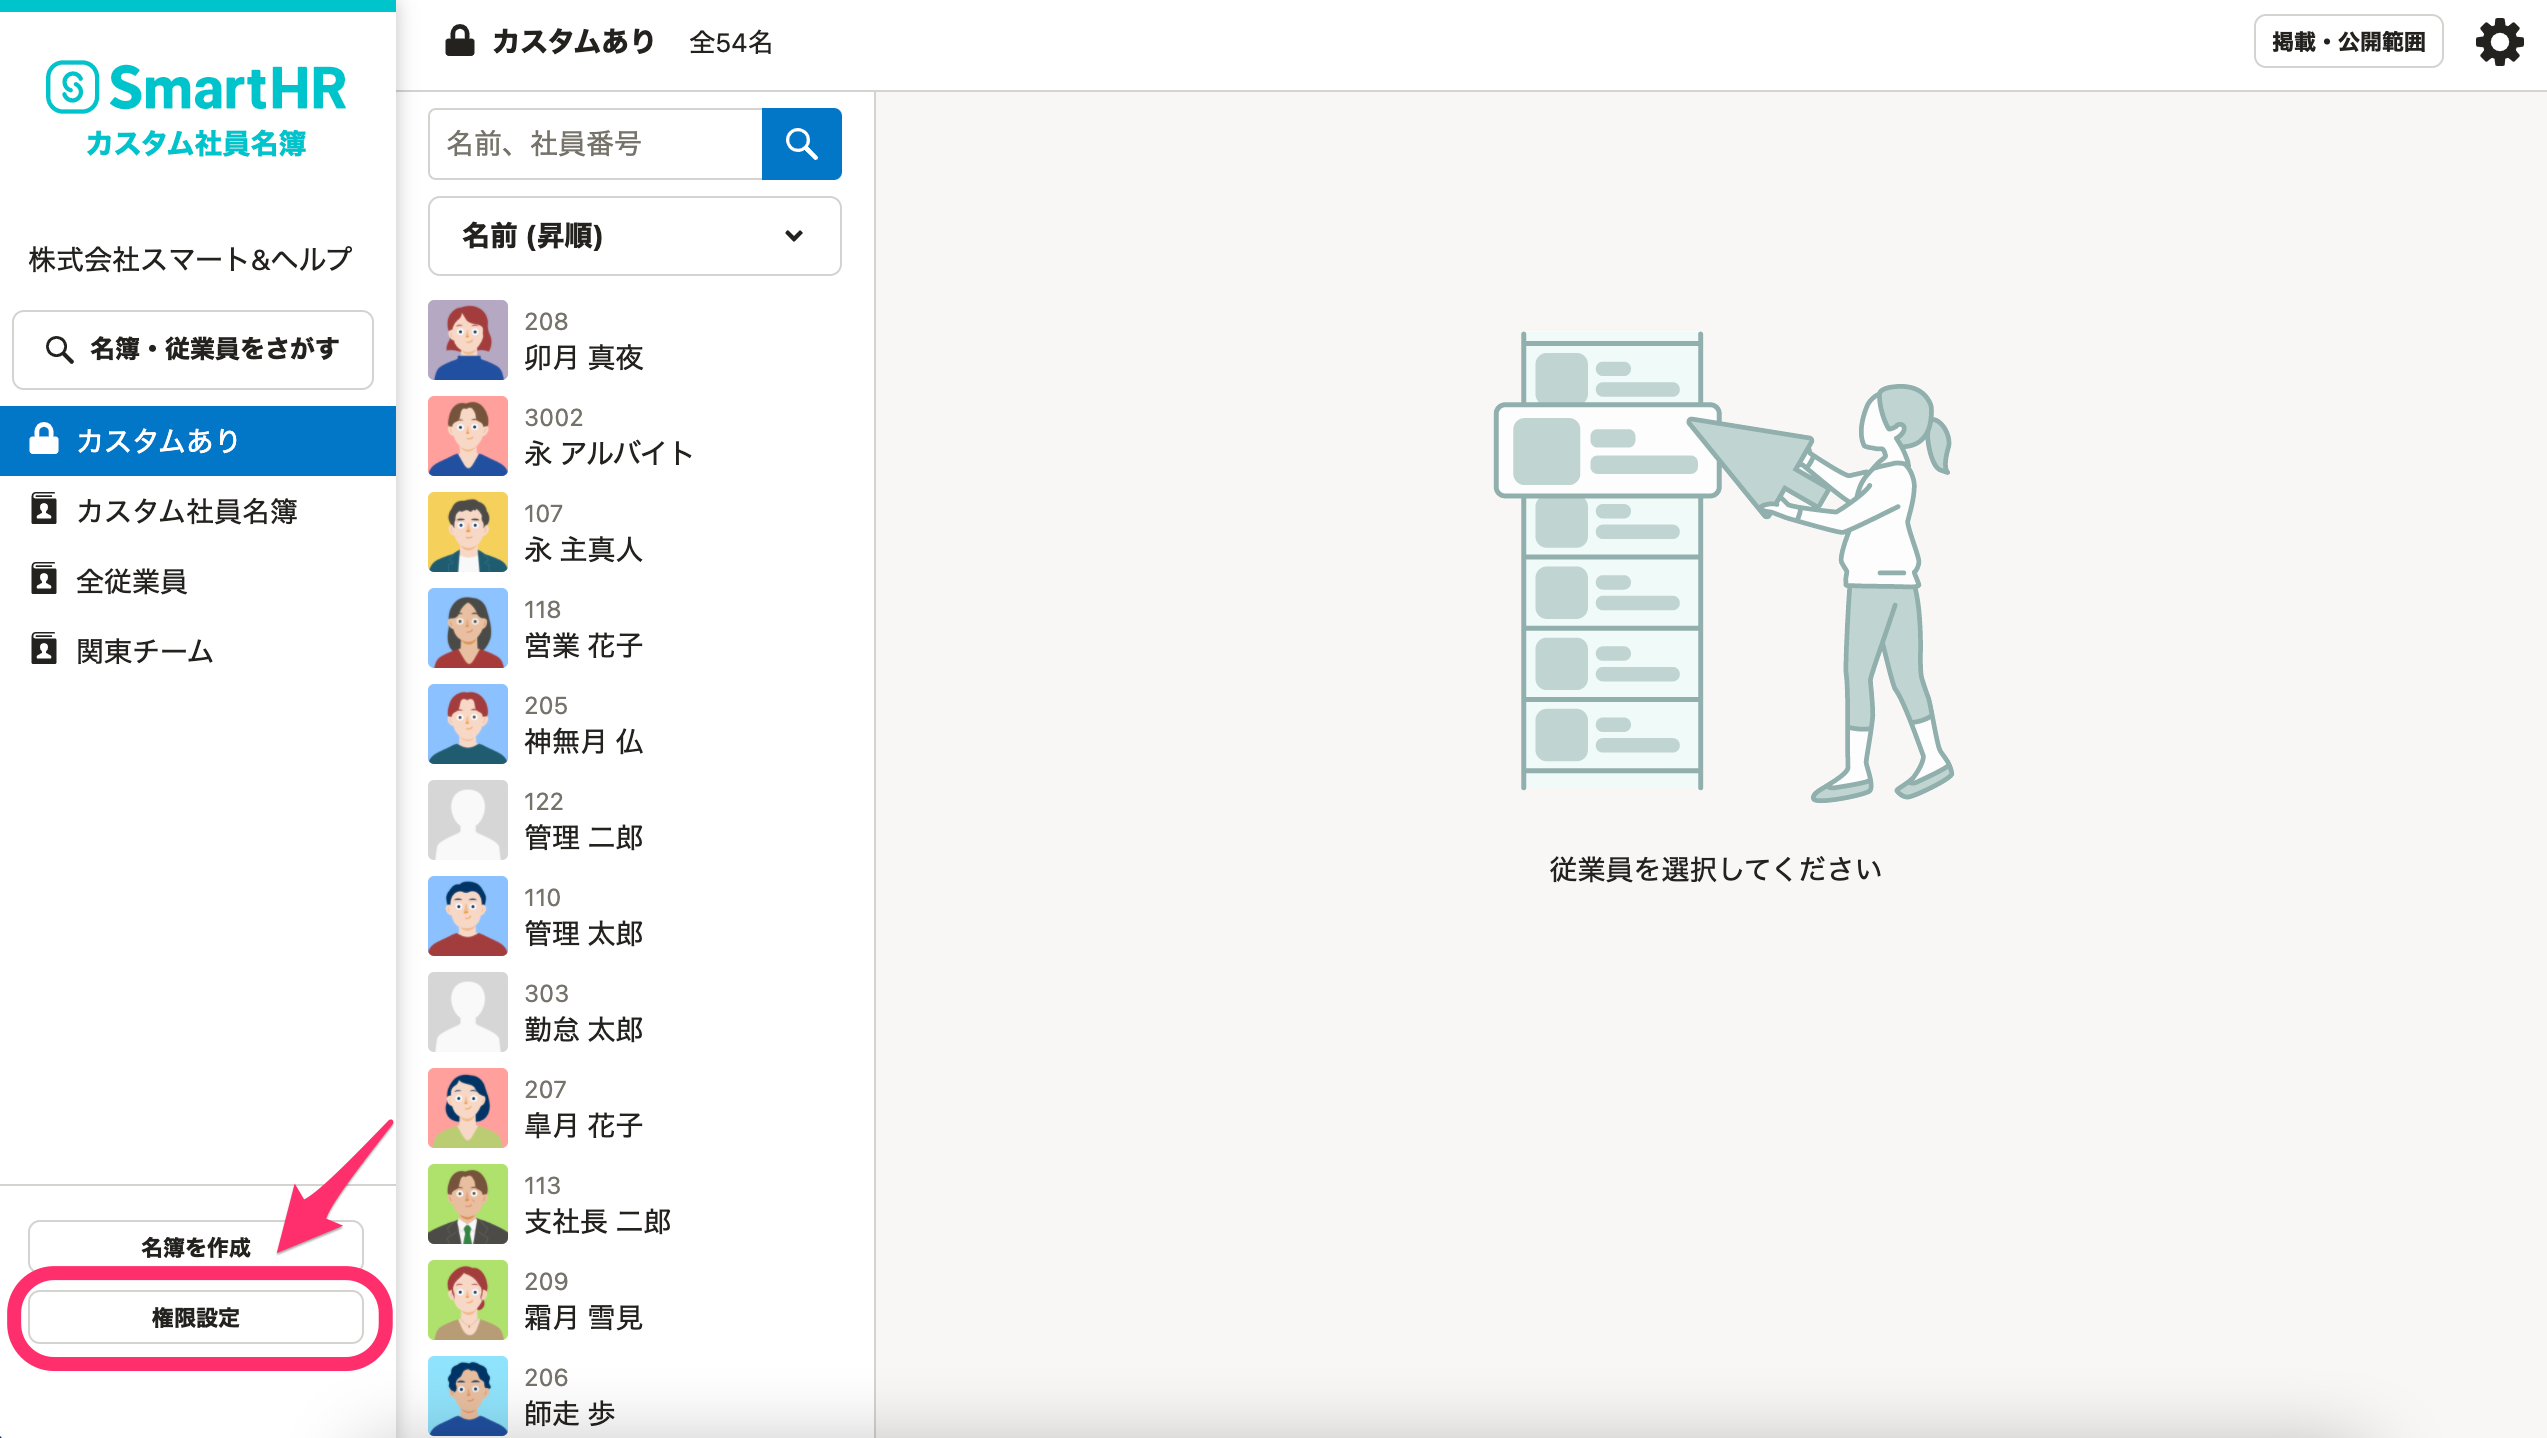 SmartHR
カスタム社員名簿
株式会社スマート&ヘルプ
名簿・従業員をさがす
カスタムあり
カスタム社員名簿
全従業員
関東チーム
名簿を作成
権限設定
カスタムあり 全54名
掲載・公開範囲
名前、社員番号
名前 (昇順)
208
卯月 真夜
3002
永 アルバイト
107
永 主真人
118
営業 花子
205
神無月 仏
122
管理 二郎
110
管理 太郎
303
勤怠 太郎
207
皐月 花子
113
支社長 二郎
209
霜月 雪見
206
師走 歩
従業員を選択してください